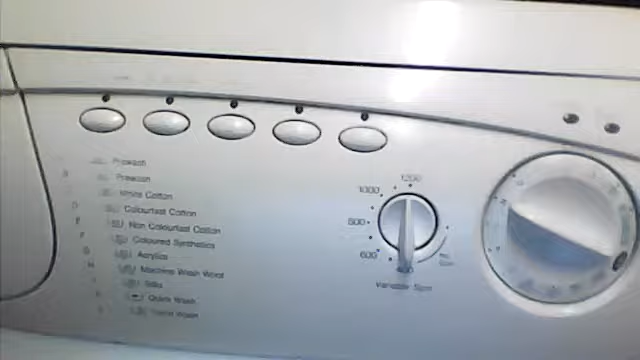 Prewash
Prewash
White Cotton
Colourfast Cotton
Non Colourfast Cotton
Coloured Synthetics
Acrylics
Machine Wash Wool
Silks
Quick Wash
Wash
1200
1000
800
600
Variable Spin